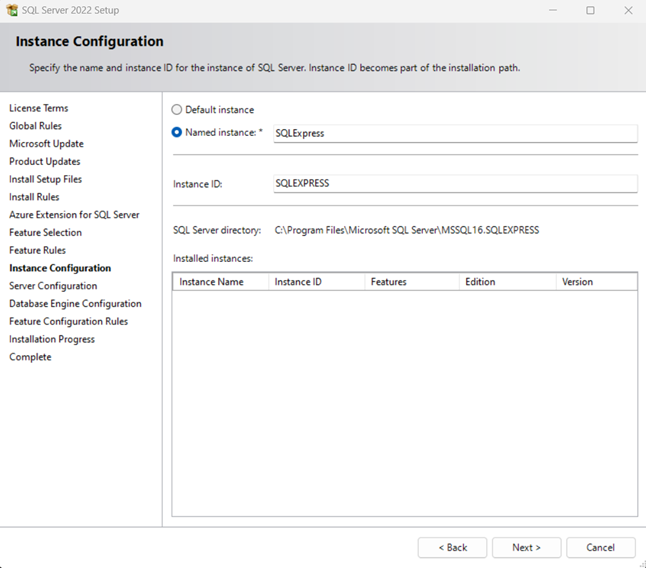 SQL Server 2022 Setup
Instance Configuration
Specify the name and instance ID for the instance of SQL Server. Instance ID becomes part of the installation path.
License Terms
Global Rules
Microsoft Update
Product Updates
Install Setup Files
Install Rules
Azure Extension for SQL Server
Feature Selection
Feature Rules
Instance Configuration
Server Configuration
Database Engine Configuration
Feature Configuration Rules
Installation Progress
Complete
Default instance
Named instance: * SQLExpress
Instance ID: SQLEXPRESS
SQL Server directory: C:\Program Files\Microsoft SQL Server\MSSQL16.SQLEXPRESS
Installed instances:
Instance Name Instance ID Features Edition Version
< Back Next > Cancel